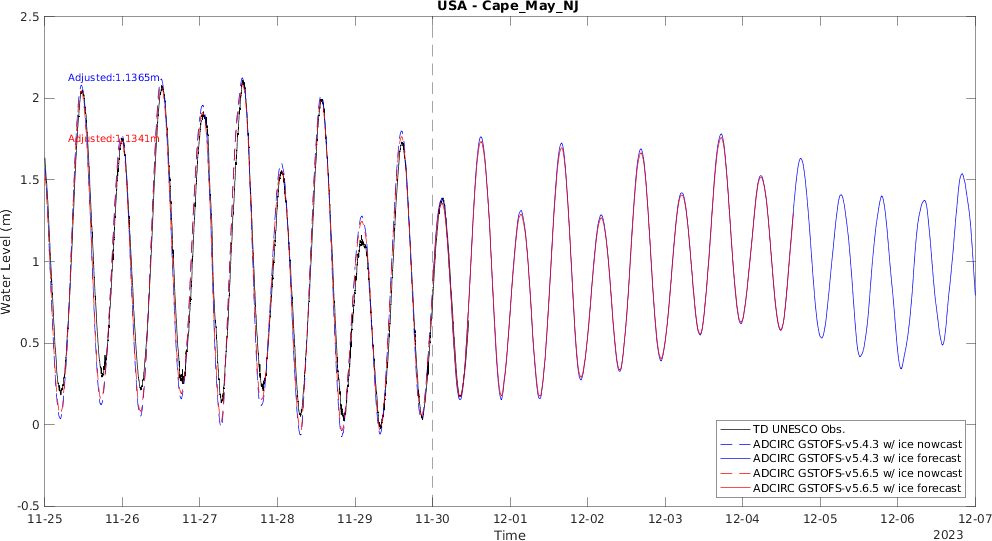 USA - Cape_May_NJ
2.5
2
1.5
1
0.5
0
-0.5
Water Level (m)
Adjusted:1.1365m
Adjusted:1.1341m
TD UNESCO Obs.
ADCIRC GSTOFS-v5.4.3 w/ ice nowcast
ADCIRC GSTOFS-v5.4.3 w/ ice forecast
ADCIRC GSTOFS-v5.6.5 w/ ice nowcast
ADCIRC GSTOFS-v5.6.5 w/ ice forecast
11-25 11-26 11-27 11-28 11-29 11-30 12-01 12-02 12-03 12-04 12-05 12-06 12-07
Time
2023